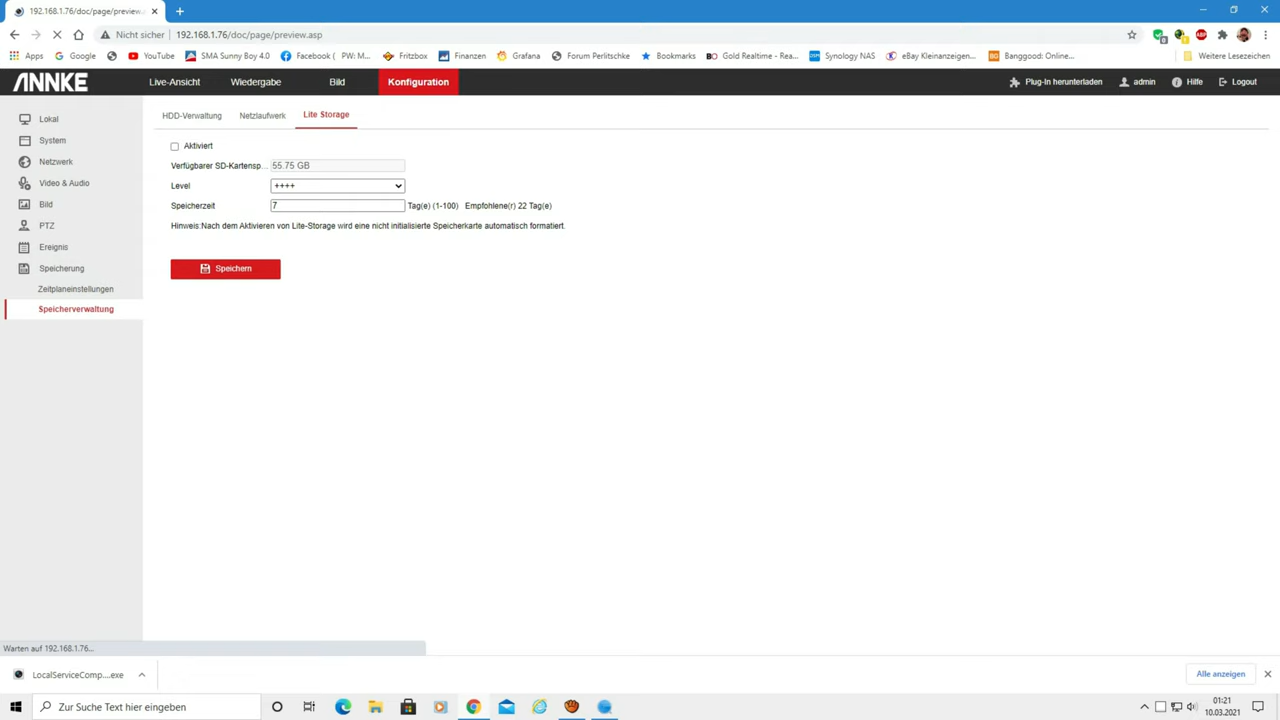 192.168.1.76/doc/page/preview.a
Nicht sicher 192.168.1.76/doc/page/preview.asp
Apps Google YouTube SMA Sunny Boy 4.0 Facebook ( PW: M... Fritzbox Finanzen Grafana Forum Perlitschke Bookmarks Gold Realtime - Rea... Synology NAS eBay Kleinanzeigen... Banggood: Online... Weitere Lesezeichen
ANNKE Live-Ansicht Wiedergabe Bild Konfiguration Plug-In herunterladen admin Hilfe Logout
HDD-Verwaltung Netzlaufwerk Lite Storage
Lokal
System
Netzwerk
Video & Audio
Bild
PTZ
Ereignis
Speicherung
Zeitplaneinstellungen
Speicherverwaltung
Aktiviert
Verfügbarer SD-Kartensp... 55.75 GB
Level ++++
Speicherzeit 7 Tag(e) (1-100) Empfohlene(r) 22 Tag(e)
Hinweis:Nach dem Aktivieren von Lite-Storage wird eine nicht initialisierte Speicherkarte automatisch formatiert.
Speichern
Warten auf 192.168.1.76...
LocalServiceComp....exe Alle anzeigen
Zur Suche Text hier eingeben
01:21
10.03.2021